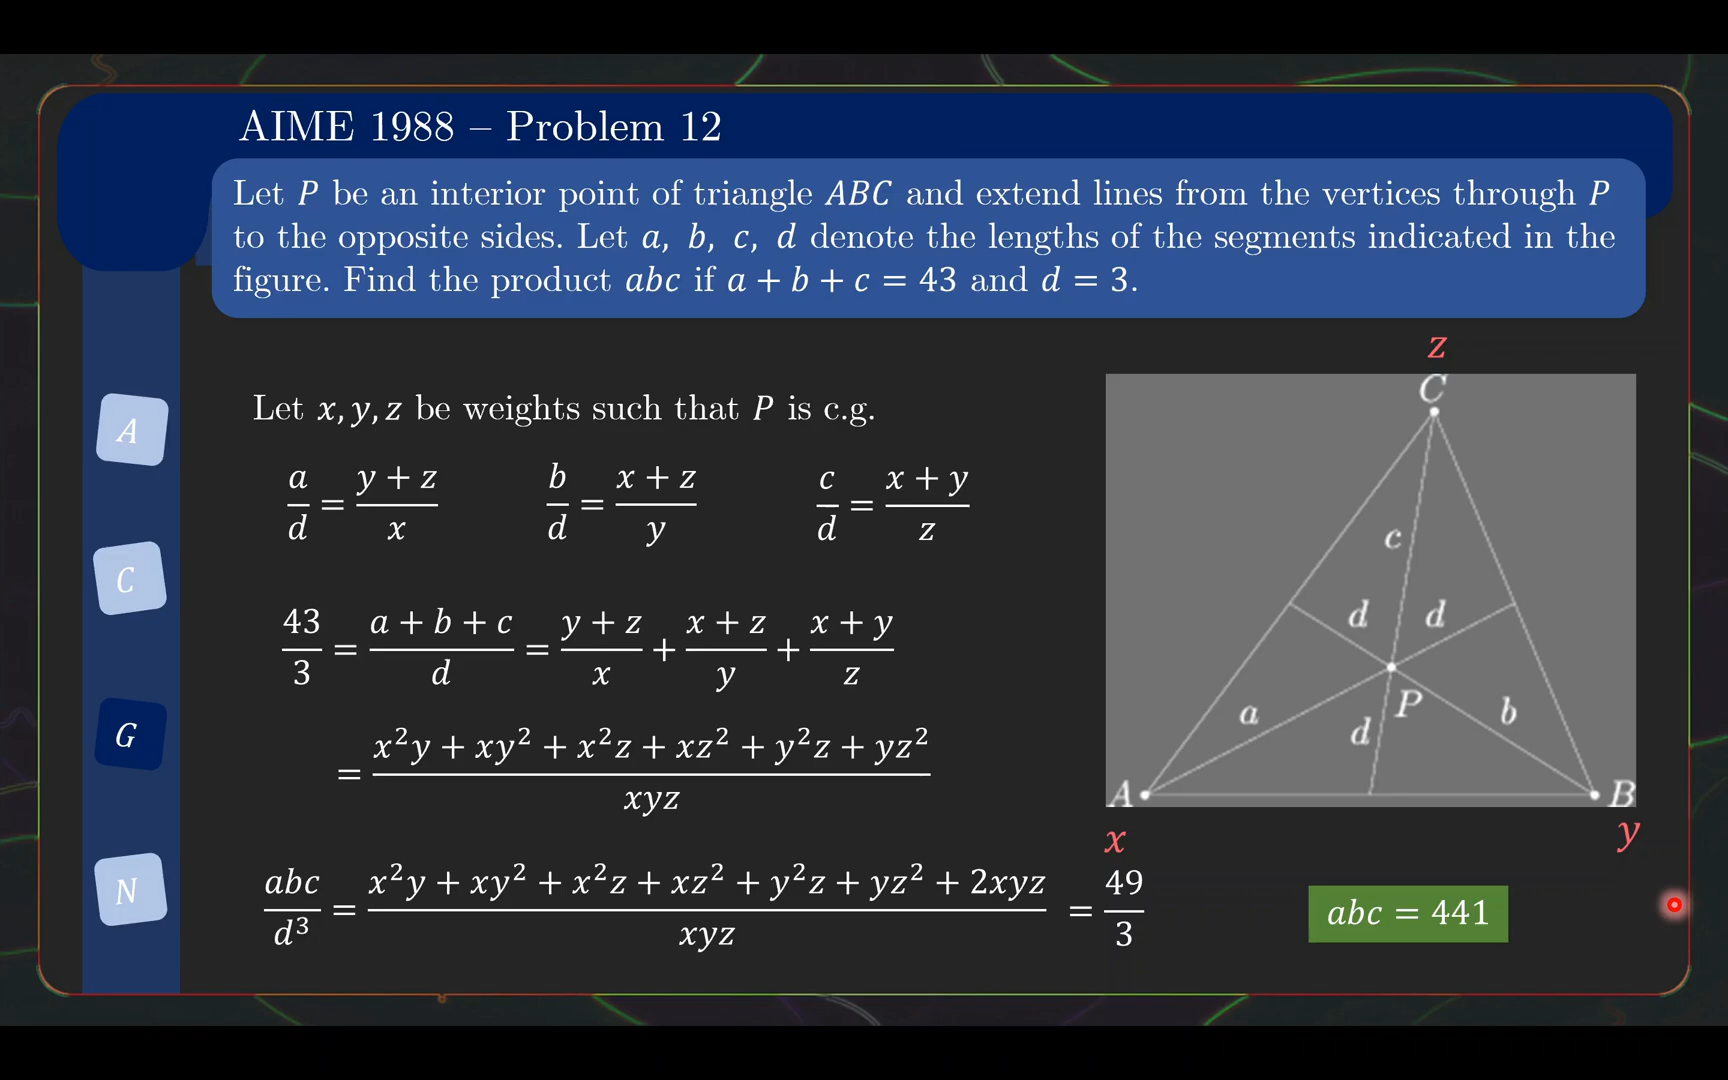 AIME 1988 – Problem 12
Let P be an interior point of triangle ABC and extend lines from the vertices through P
to the opposite sides. Let a, b, c, d denote the lengths of the segments indicated in the
figure. Find the product abc if a + b + c = 43 and d = 3.
A
C
G
N
Let x, y, z be weights such that P is c.g.
a/d = (y + z)/x    b/d = (x + z)/y    c/d = (x + y)/z
43/3 = (a + b + c)/d = (y + z)/x + (x + z)/y + (x + y)/z
= (x²y + xy² + x²z + xz² + y²z + yz²)/xyz
abc/d³ = (x²y + xy² + x²z + xz² + y²z + yz² + 2xyz)/xyz = 49/3
z
C
c
d d
P
a b
d
A B
x y
abc = 441